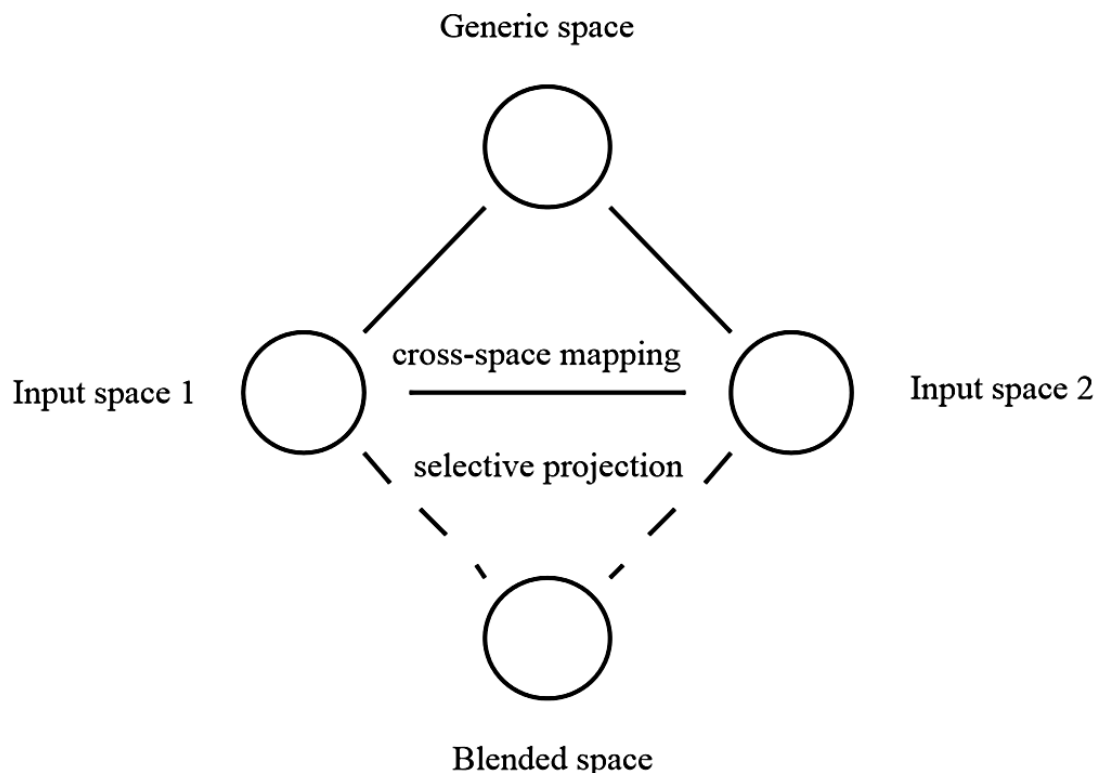 Generic space
cross-space mapping
Input space 1
Input space 2
selective projection
Blended space